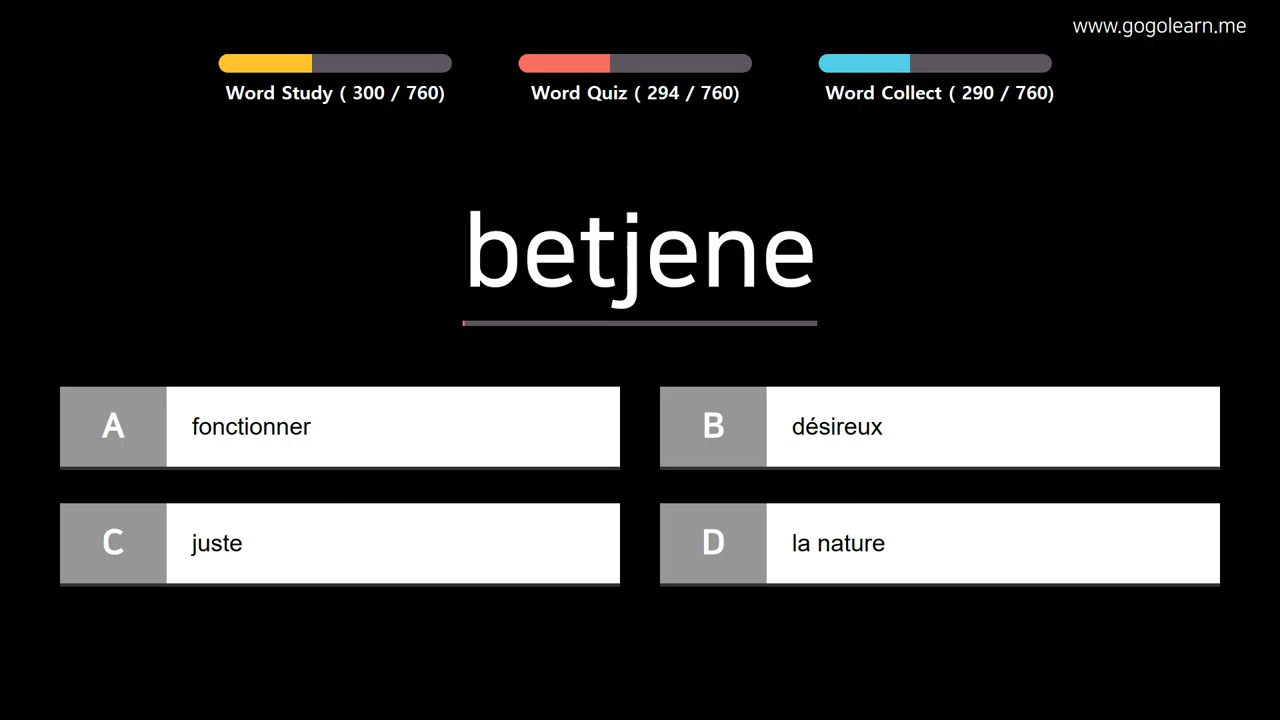 www.gogolearn.me
Word Study ( 300 / 760)
Word Quiz ( 294 / 760)
Word Collect ( 290 / 760)
betjene
A fonctionner
B désireux
C juste
D la nature